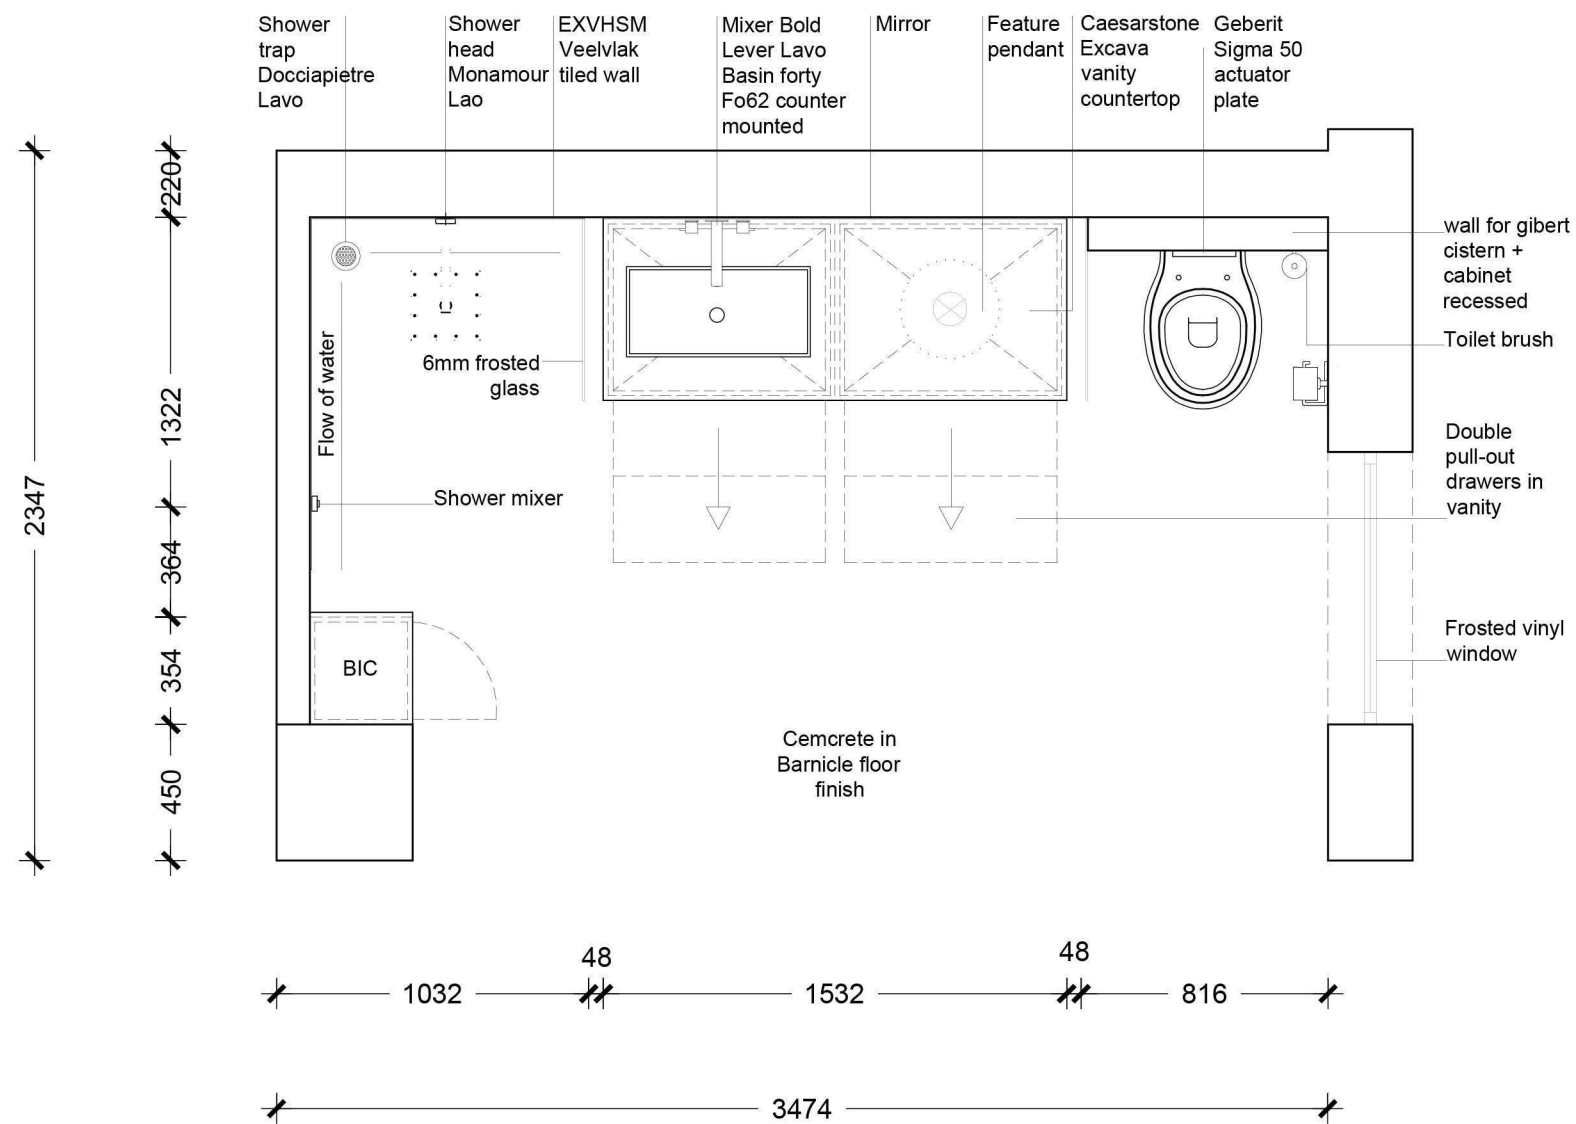 Shower
trap
Docciapietre
Lavo
Shower
head
Monamour
Lao
EXVHSM
Veelvlak
tiled wall
Mixer Bold
Lever Lavo
Basin forty
Fo62 counter
mounted
Mirror
Feature
pendant
Caesarstone
Excava
vanity
countertop
Geberit
Sigma 50
actuator
plate
220
1322
364
354
450
2347
Flow of water
6mm frosted
glass
Shower mixer
BIC
wall for gibert
cistern +
cabinet
recessed
Toilet brush
Double
pull-out
drawers in
vanity
Frosted vinyl
window
Cemcrete in
Barnicle floor
finish
1032
48
1532
48
816
3474